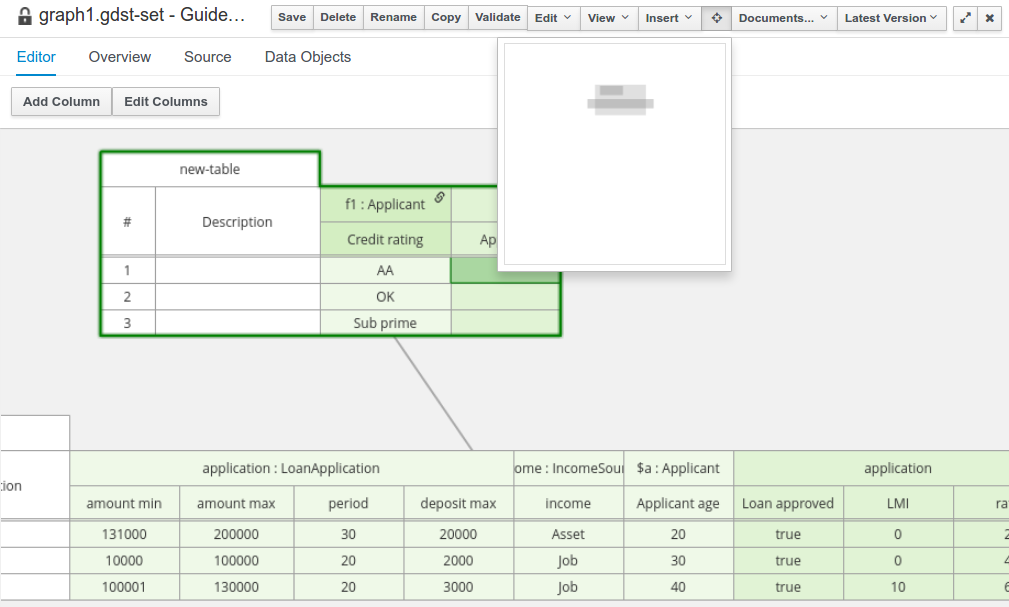 graph1.gdst-set - Guide... Save Delete Rename Copy Validate Edit View Insert Documents... Latest Version
Editor Overview Source Data Objects
Add Column Edit Columns
new-table
f1 : Applicant
# Description
Credit rating Ap
1 AA
2 OK
3 Sub prime
application : LoanApplication ome : IncomeSour $a : Applicant application
tion
amount min amount max period deposit max income Applicant age Loan approved LMI ra
131000 200000 30 20000 Asset 20 true 0 2
10000 100000 20 2000 Job 30 true 0 4
100001 130000 20 3000 Job 40 true 10 6